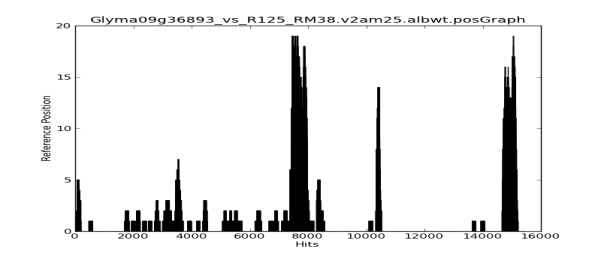 Glyma09g36893_vs_R125_RM38.v2am25.albwt.posGraph
20
15
10
5
0
Reference Position
0 2000 4000 6000 8000 10000 12000 14000 16000
Hits